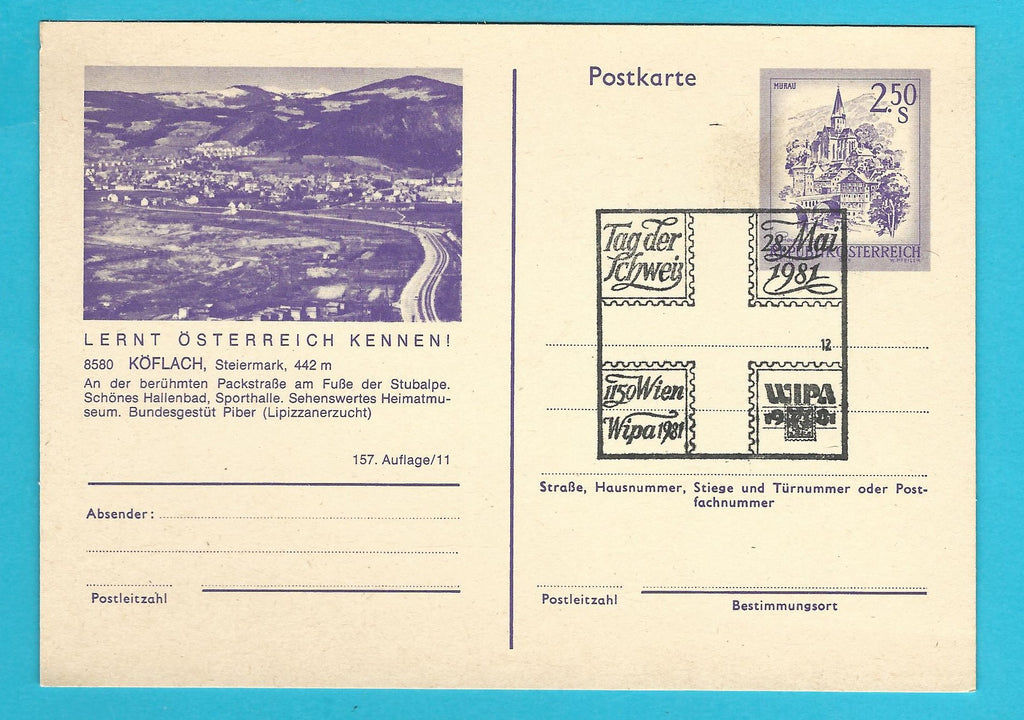 LERNT ÖSTERREICH KENNEN!
8580 KÖFLACH, Steiermark, 442 m
An der berühmten Packstraße am Fuße der Stubalpe.
Schönes Hallenbad, Sporthalle. Sehenswertes Heimatmu-
seum. Bundesgestüt Piber (Lipizzanerzucht)
157. Auflage/11
Absender:
Postleitzahl
Postkarte
MURAU
2.50
S
REPUBLIK ÖSTERREICH
Tag der
Schweiz
28. Mai
1981
12
1150 Wien
Wipa 1981
WIPA
1981
Straße, Hausnummer, Stiege und Türnummer oder Post-
fachnummer
Postleitzahl
Bestimmungsort